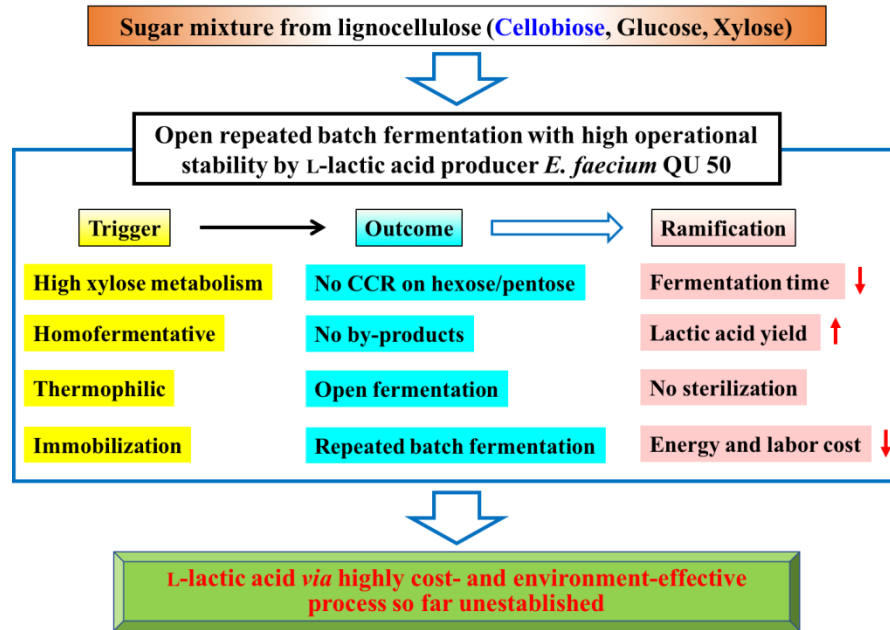 Sugar mixture from lignocellulose (Cellobiose, Glucose, Xylose)
Open repeated batch fermentation with high operational
stability by L-lactic acid producer E. faecium QU 50
Trigger
Outcome
Ramification
High xylose metabolism
No CCR on hexose/pentose
Fermentation time ↓
Homofermentative
No by-products
Lactic acid yield ↑
Thermophilic
Open fermentation
No sterilization
Immobilization
Repeated batch fermentation
Energy and labor cost ↓
L-lactic acid via highly cost- and environment-effective
process so far unestablished